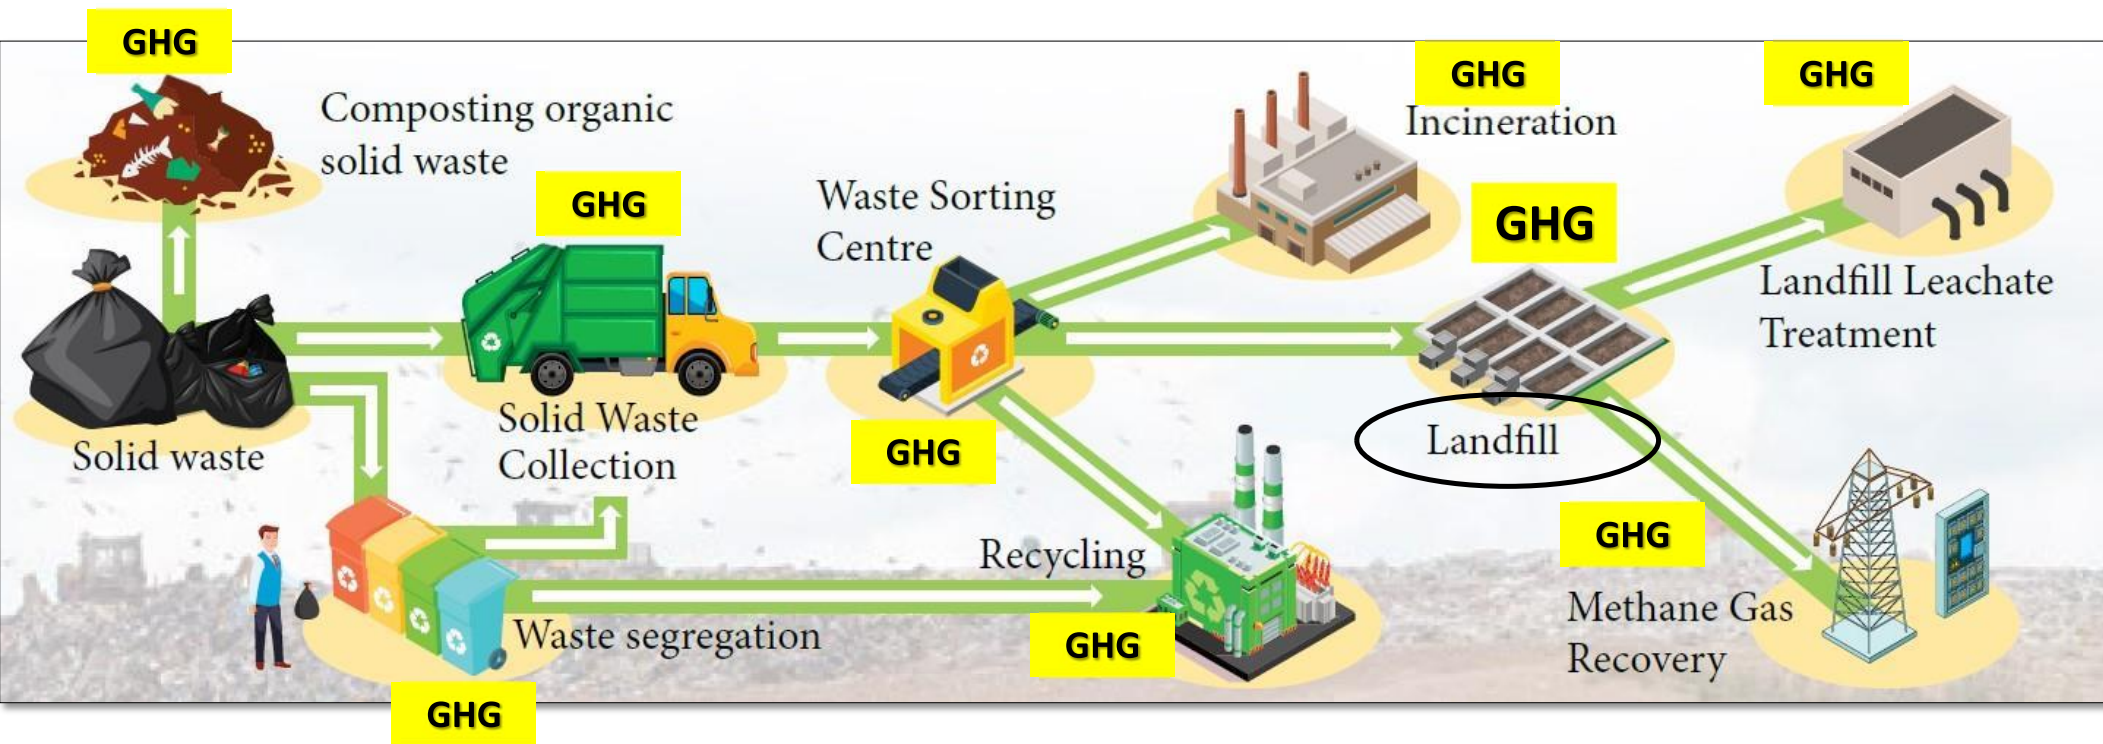 GHG
Composting organic
solid waste
GHG
Waste Sorting
Centre
GHG
Incineration
GHG
GHG
Landfill Leachate
Treatment
Solid waste
Solid Waste
Collection
GHG
Landfill
GHG
Methane Gas
Recovery
Recycling
GHG
Waste segregation
GHG